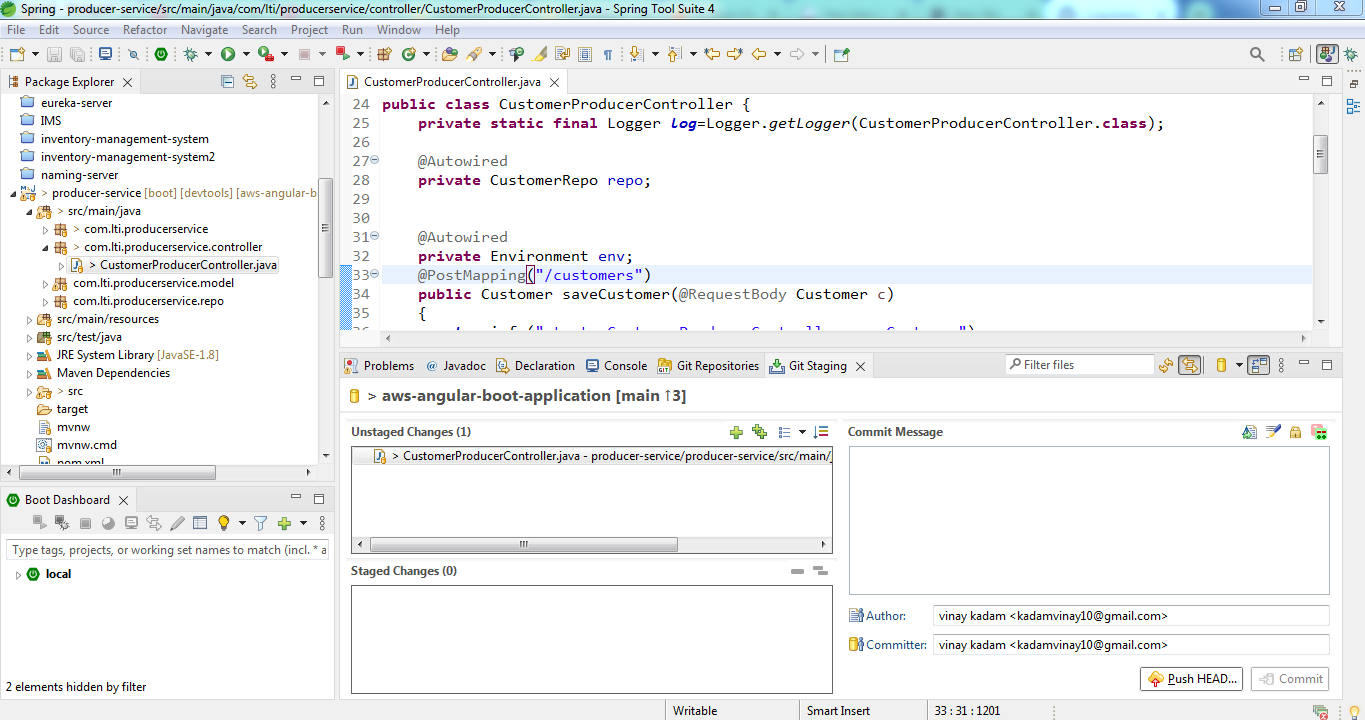 Spring - producer-service/src/main/java/com/lti/producerservice/controller/CustomerProducerController.java - Spring Tool Suite 4
File Edit Source Refactor Navigate Search Project Run Window Help
Package Explorer
eureka-server
IMS
inventory-management-system
inventory-management-system2
naming-server
> producer-service [boot] [devtools] [aws-angular-b
> src/main/java
> com.lti.producerservice
> com.lti.producerservice.controller
> CustomerProducerController.java
com.lti.producerservice.model
com.lti.producerservice.repo
src/main/resources
src/test/java
JRE System Library [JavaSE-1.8]
Maven Dependencies
> src
target
mvnw
mvnw.cmd
pom.xml
Boot Dashboard
Type tags, projects, or working set names to match (incl. * a
local
2 elements hidden by filter
CustomerProducerController.java
24 public class CustomerProducerController {
25 private static final Logger log=Logger.getLogger(CustomerProducerController.class);
26
27 @Autowired
28 private CustomerRepo repo;
29
30
31 @Autowired
32 private Environment env;
33 @PostMapping("/customers")
34 public Customer saveCustomer(@RequestBody Customer c)
35 {
Problems @ Javadoc Declaration Console Git Repositories Git Staging
Filter files
> aws-angular-boot-application [main ↑3]
Unstaged Changes (1)
> CustomerProducerController.java - producer-service/producer-service/src/main/
Staged Changes (0)
Commit Message
Author: vinay kadam <kadamvinay10@gmail.com>
Committer: vinay kadam <kadamvinay10@gmail.com>
Push HEAD...
Commit
Writable
Smart Insert
33 : 31 : 1201